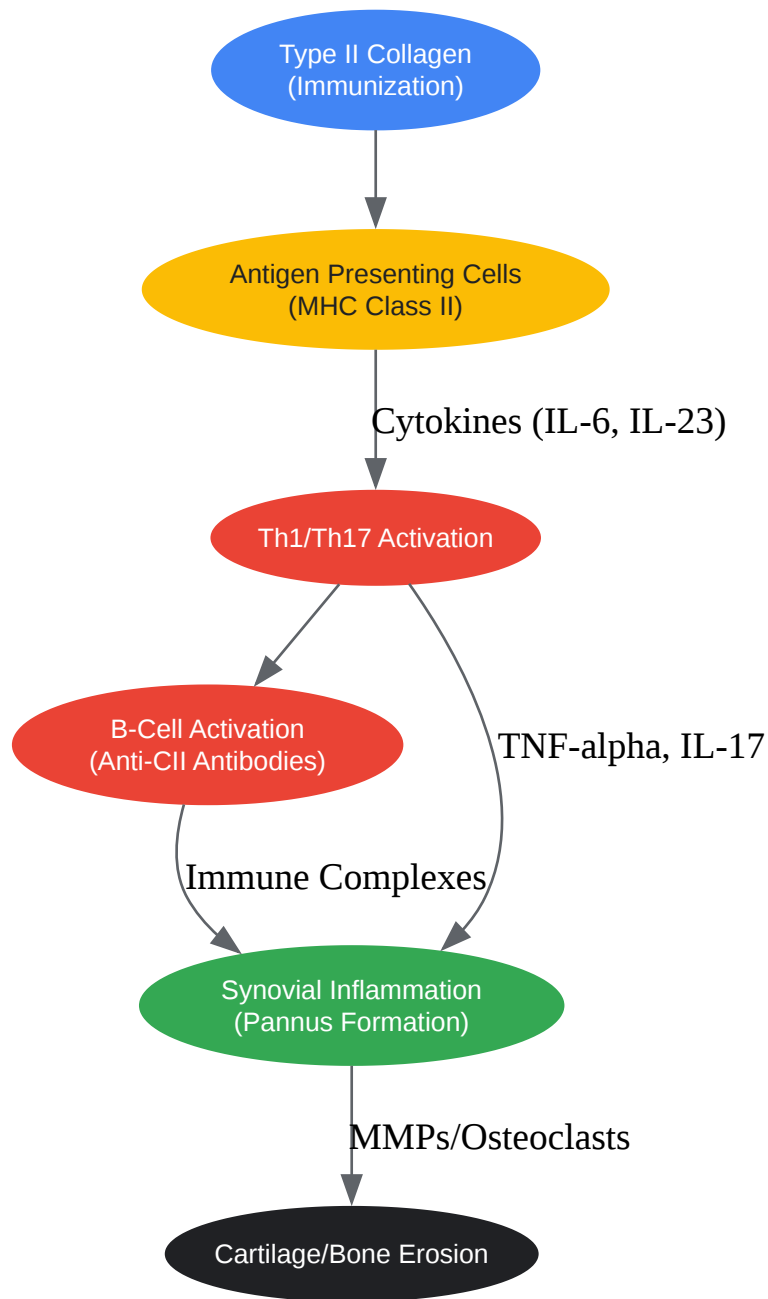 Type II Collagen
(Immunization)
Antigen Presenting Cells
(MHC Class II)
Cytokines (IL-6, IL-23)
Th1/Th17 Activation
B-Cell Activation
(Anti-CII Antibodies)
TNF-alpha, IL-17
Immune Complexes
Synovial Inflammation
(Pannus Formation)
MMPs/Osteoclasts
Cartilage/Bone Erosion